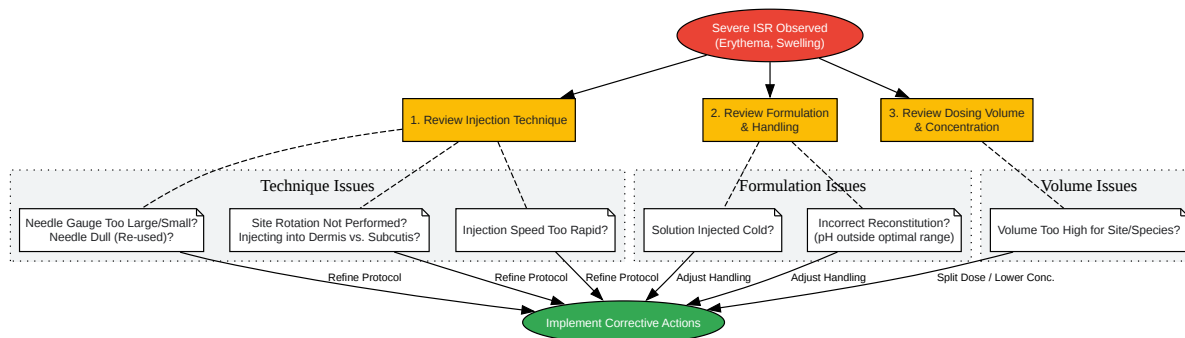 Severe ISR Observed
(Erythema, Swelling)
1. Review Injection Technique
2. Review Formulation
& Handling
3. Review Dosing Volume
& Concentration
Technique Issues
Formulation Issues
Volume Issues
Needle Gauge Too Large/Small?
Needle Dull (Re-used)?
Site Rotation Not Performed?
Injecting into Dermis vs. Subcutis?
Injection Speed Too Rapid?
Solution Injected Cold?
Incorrect Reconstitution?
(pH outside optimal range)
Volume Too High for Site/Species?
Refine Protocol
Refine Protocol
Refine Protocol
Adjust Handling
Adjust Handling
Split Dose / Lower Conc.
Implement Corrective Actions